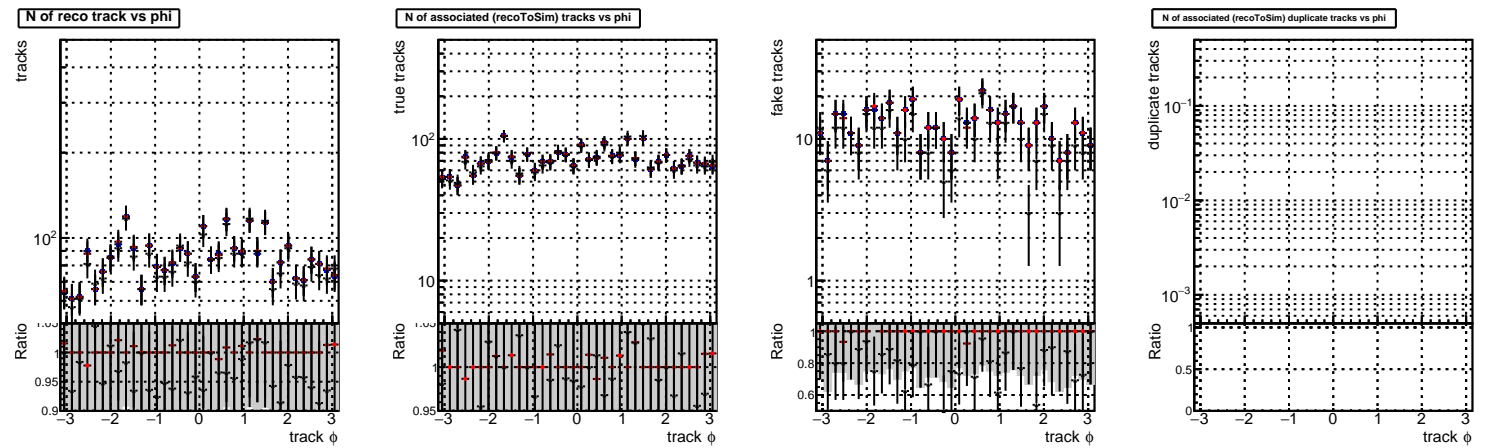 N of reco track vs phi
tracks
10²
Ratio
1.05
1
0.95
0.9
−3 −2 −1 0 1 2 3
track ϕ
N of associated (recoToSim) tracks vs phi
true tracks
10²
10
Ratio
1.05
1
0.95
−3 −2 −1 0 1 2 3
track ϕ
fake tracks
10
1
Ratio
1
0.8
0.6
−3 −2 −1 0 1 2 3
track ϕ
N of associated (recoToSim) duplicate tracks vs phi
duplicate tracks
10⁻¹
10⁻²
10⁻³
Ratio
1
0.5
0
−3 −2 −1 0 1 2 3
track ϕ